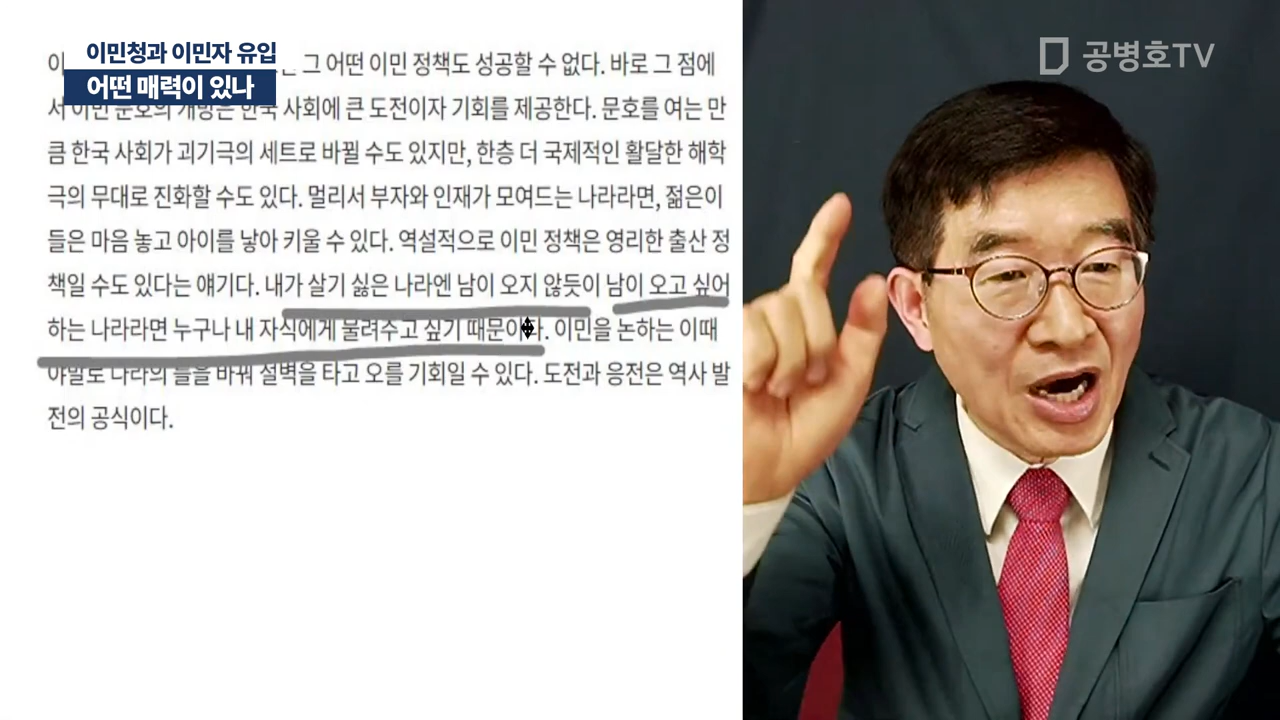 이민청과 이민자 유입
어떤 매력이 있나
공병호TV
이 그 어떤 이민 정책도 성공할 수 없다. 바로 그 점에
서 이민 문호의 개방은 한국 사회에 큰 도전이자 기회를 제공한다. 문호를 여는 만
큼 한국 사회가 괴기극의 세트로 바뀔 수도 있지만, 한층 더 국제적인 활달한 해학
극의 무대로 진화할 수도 있다. 멀리서 부자와 인재가 모여드는 나라라면, 젊은이
들은 마음 놓고 아이를 낳아 키울 수 있다. 역설적으로 이민 정책은 영리한 출산 정
책일 수도 있다는 얘기다. 내가 살기 싫은 나라엔 남이 오지 않듯이 남이 오고 싶어
하는 나라라면 누구나 내 자식에게 물려주고 싶기 때문이다. 이민을 논하는 이때
야말로 나라의 틀을 바꿔 절벽을 타고 오를 기회일 수 있다. 도전과 응전은 역사 발
전의 공식이다.